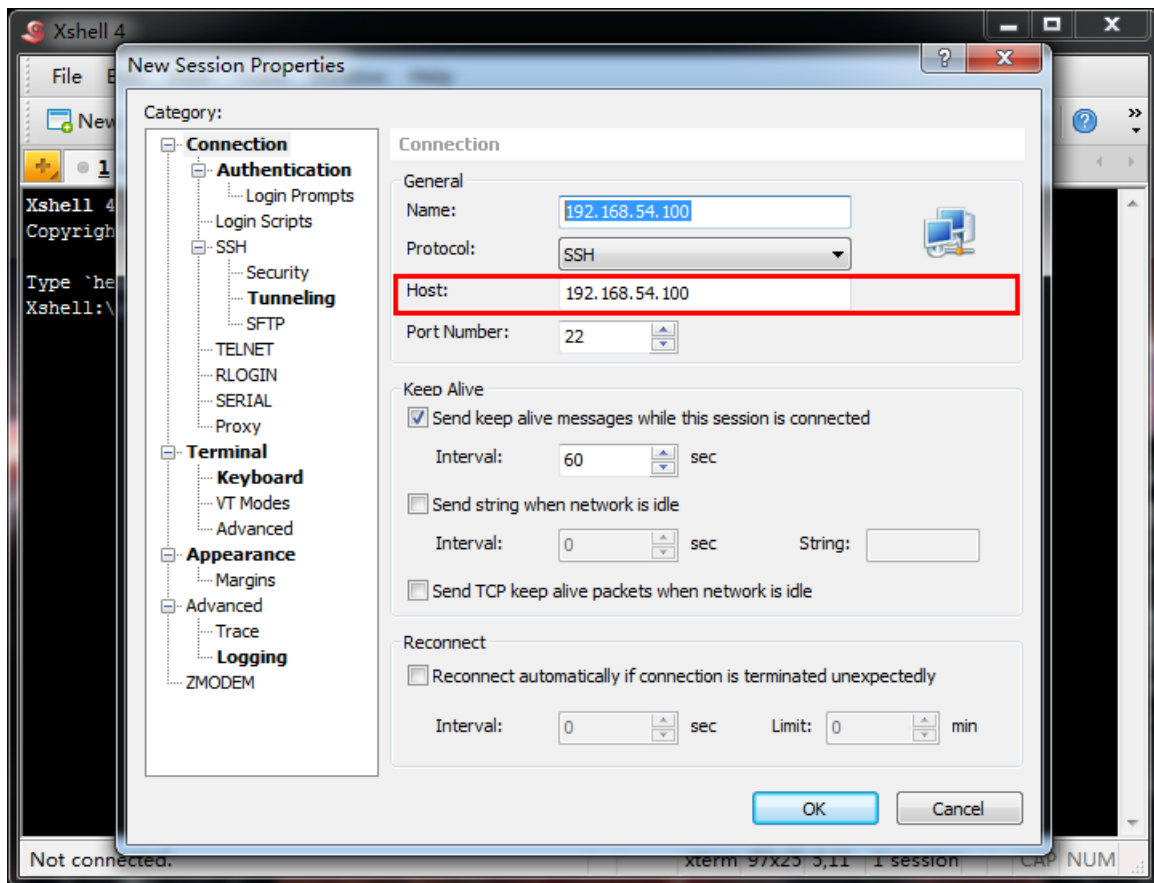 Xshell 4
File
New Session Properties
Help
New
Category:
1
Xshell 4
Copyrigh
Type `he
Xshell:\
Connection
Authentication
Login Prompts
Login Scripts
SSH
Security
Tunneling
SFTP
TELNET
RLOGIN
SERIAL
Proxy
Terminal
Keyboard
VT Modes
Advanced
Appearance
Margins
Advanced
Trace
Logging
ZMODEM
Connection
General
Name: 192.168.54.100
Protocol: SSH
Host: 192.168.54.100
Port Number: 22
Keep Alive
Send keep alive messages while this session is connected
Interval: 60 sec
Send string when network is idle
Interval: 0 sec String:
Send TCP keep alive packets when network is idle
Reconnect
Reconnect automatically if connection is terminated unexpectedly
Interval: 0 sec Limit: 0 min
OK Cancel
Not connected. xterm 97x25 5,11 1 session CAP NUM